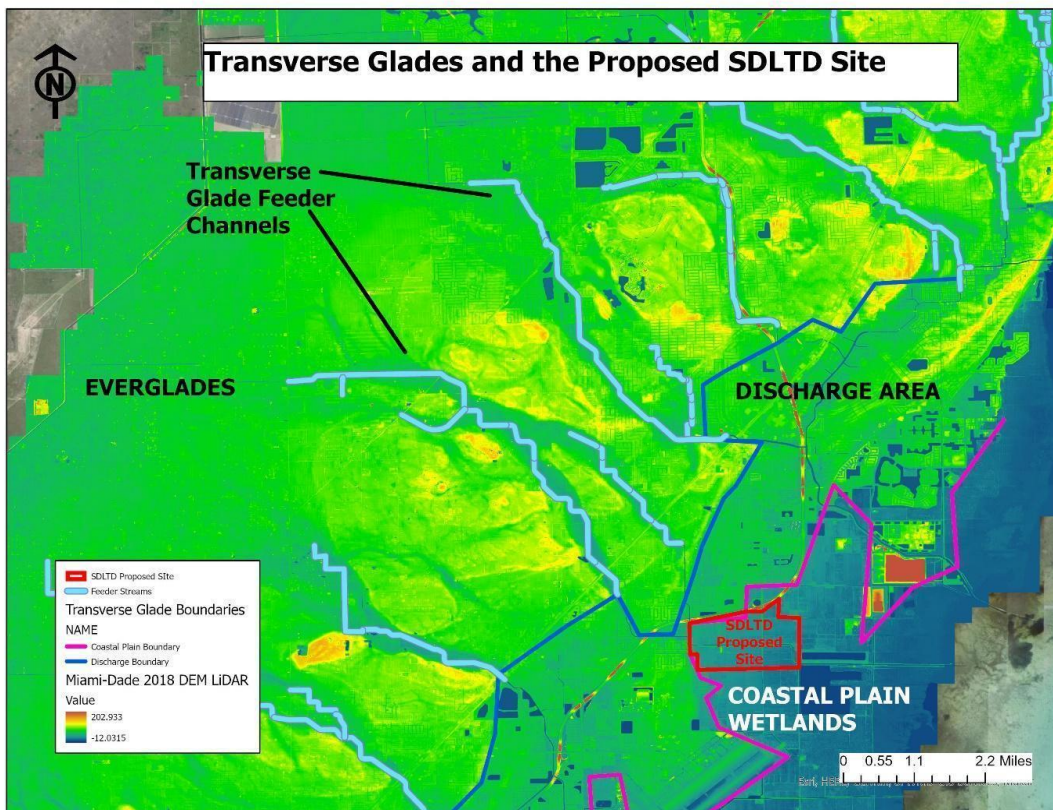 Transverse Glades and the Proposed SDLTD Site
N
Transverse
Glade Feeder
Channels
EVERGLADES
DISCHARGE AREA
SDLTD
Proposed
Site
COASTAL PLAIN
WETLANDS
SDLTD Proposed SIte
Feeder Streams
Transverse Glade Boundaries
NAME
Coastal Plain Boundary
Discharge Boundary
Miami-Dade 2018 DEM LiDAR
Value
202.933
-12.0315
0 0.55 1.1 2.2 Miles